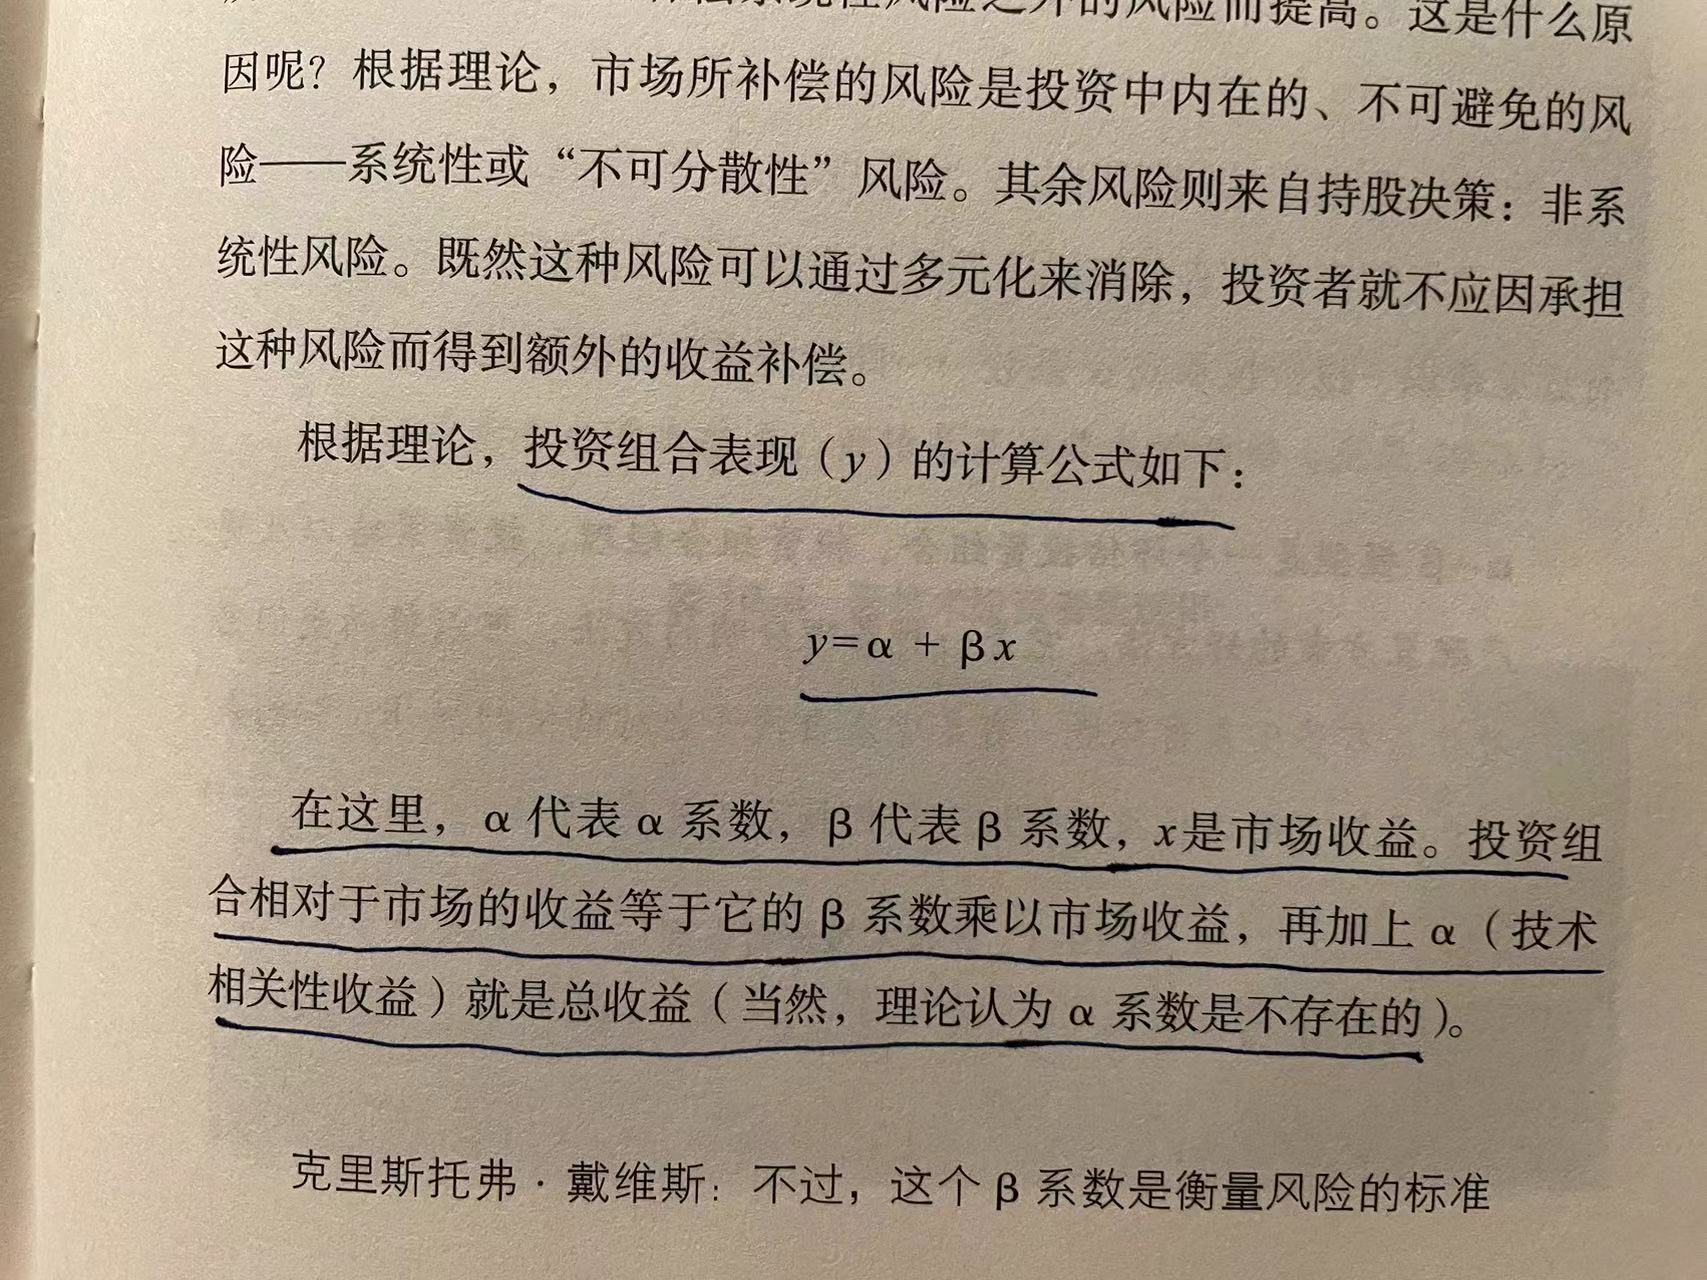 系统性风险之外的风险而提高。这是什么原
因呢？根据理论，市场所补偿的风险是投资中内在的、不可避免的风
险——系统性或“不可分散性”风险。其余风险则来自持股决策：非系
统性风险。既然这种风险可以通过多元化来消除，投资者就不应因承担
这种风险而得到额外的收益补偿。
根据理论，投资组合表现（y）的计算公式如下：
y=α + βx
在这里，α 代表 α 系数，β 代表 β 系数，x是市场收益。投资组
合相对于市场的收益等于它的 β 系数乘以市场收益，再加上 α（技术
相关性收益）就是总收益（当然，理论认为 α 系数是不存在的）。
克里斯托弗·戴维斯：不过，这个 β 系数是衡量风险的标准